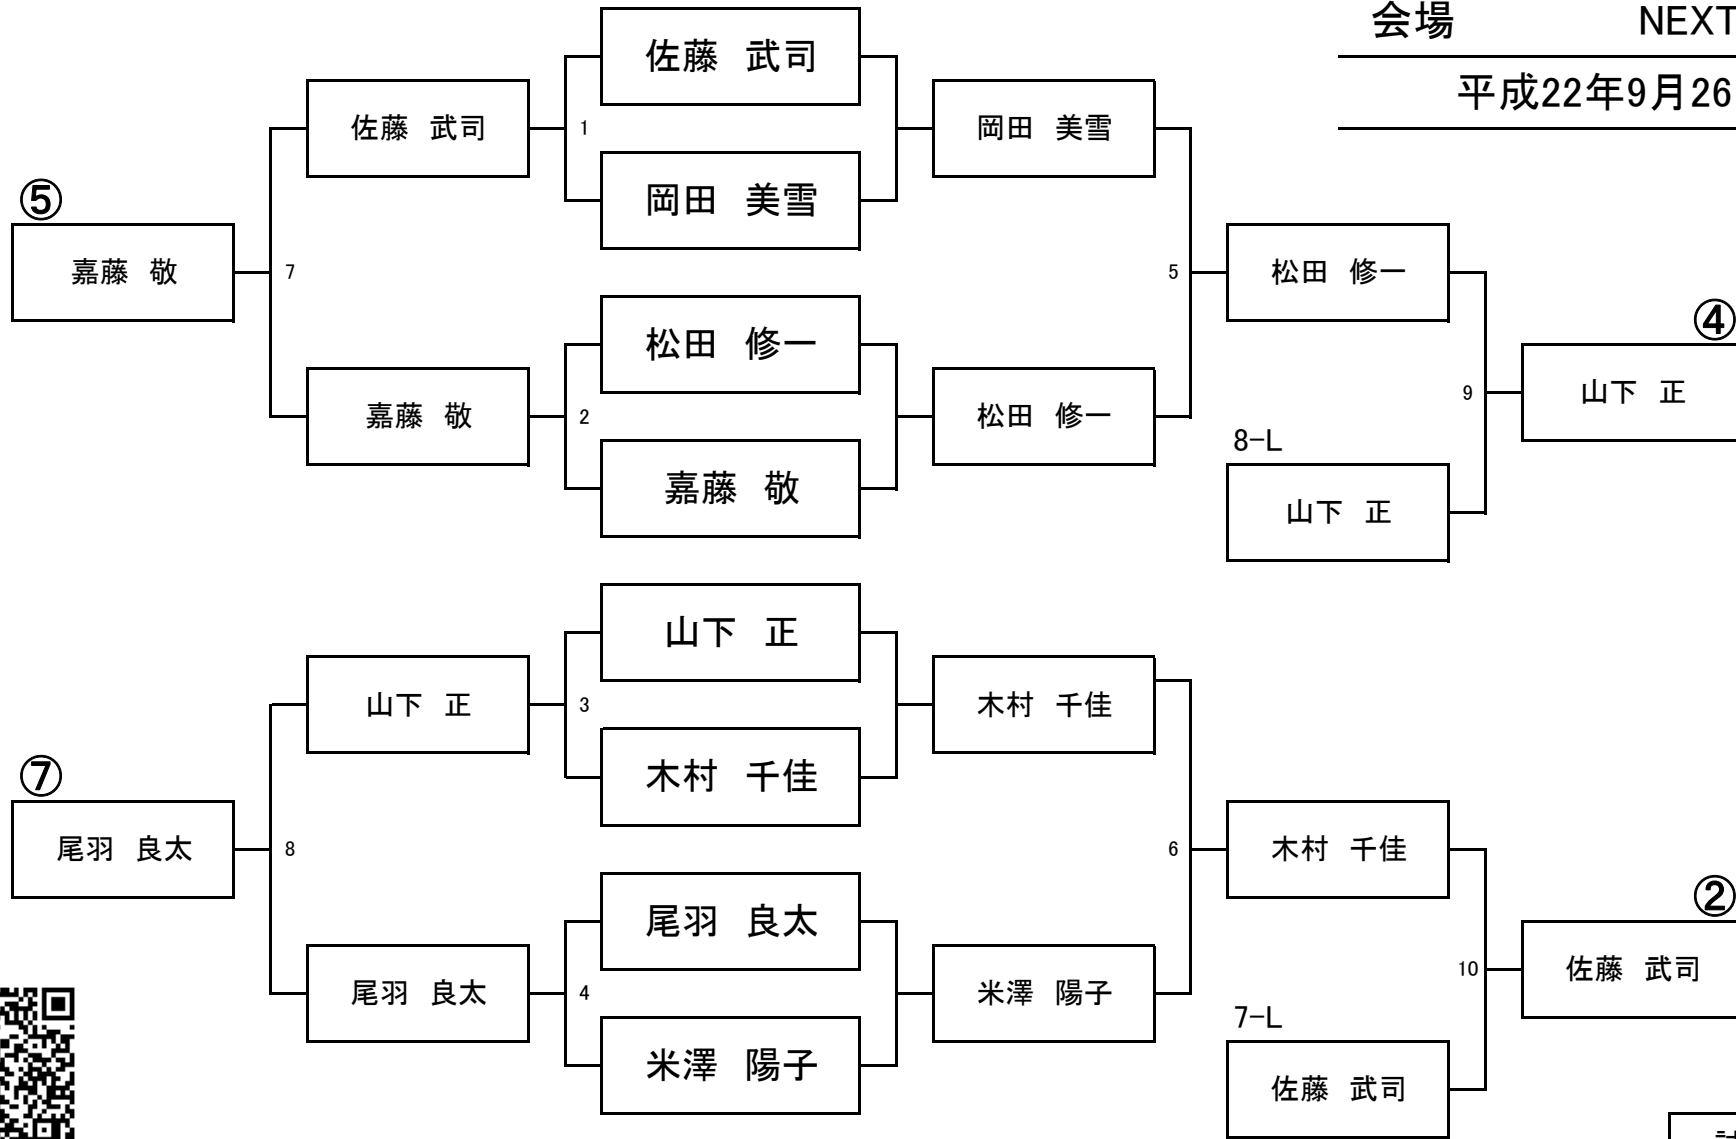 会場 NEXT
平成22年9月26
佐藤 武司
佐藤 武司
1
岡田 美雪
岡田 美雪
⑤
嘉藤 敬
7
5
松田 修一
松田 修一
④
嘉藤 敬
2
松田 修一
9
山下 正
8-L
嘉藤 敬
山下 正
山下 正
山下 正
3
木村 千佳
木村 千佳
⑦
尾羽 良太
8
6
木村 千佳
尾羽 良太
②
尾羽 良太
4
米澤 陽子
10
佐藤 武司
7-L
米澤 陽子
佐藤 武司